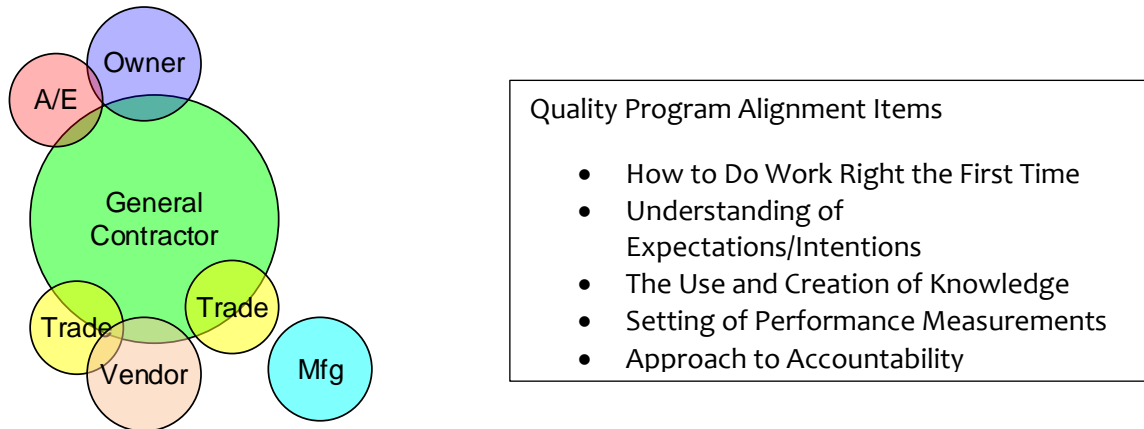 Owner
A/E
General
Contractor
Trade
Trade
Vendor
Mfg
Quality Program Alignment Items
• How to Do Work Right the First Time
• Understanding of
Expectations/Intentions
• The Use and Creation of Knowledge
• Setting of Performance Measurements
• Approach to Accountability